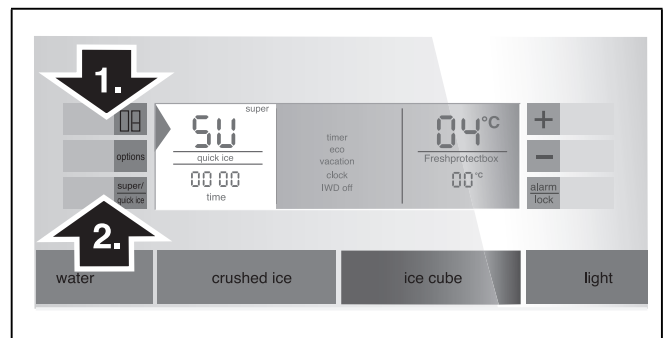 1.
super
SU
04°C
+
timer
options
quick ice
eco
Freshprotectbox
−
vacation
super/
quick ice
00 00
clock
00°C
alarm
lock
time
IWD off
2.
water
crushed ice
ice cube
light